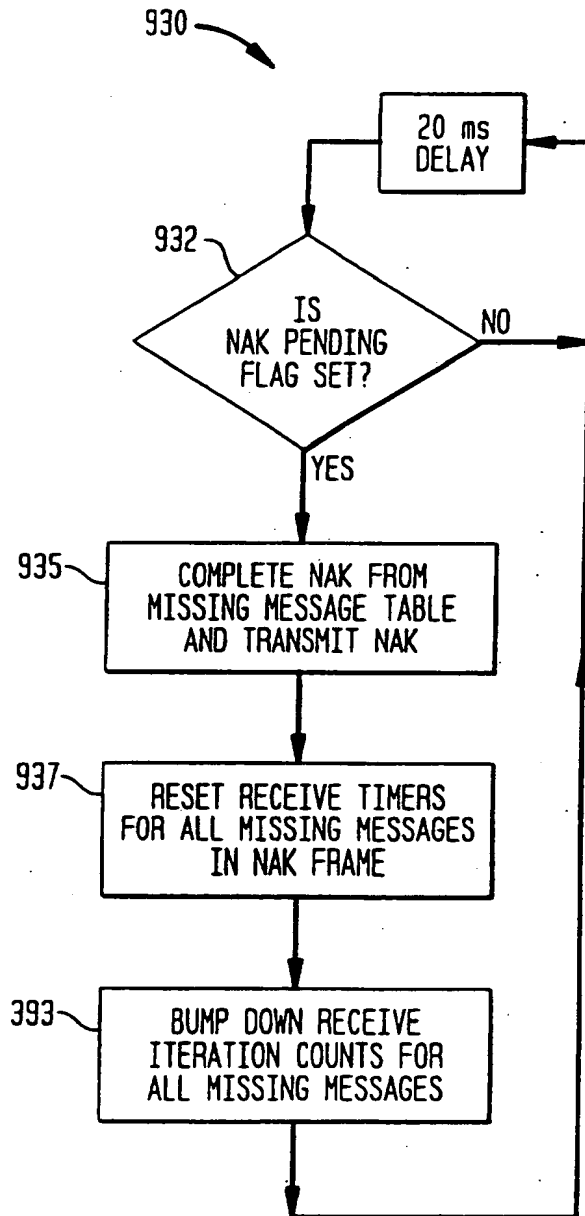 930
20 ms
DELAY
932
IS
NAK PENDING
FLAG SET?
NO
YES
935
COMPLETE NAK FROM
MISSING MESSAGE TABLE
AND TRANSMIT NAK
937
RESET RECEIVE TIMERS
FOR ALL MISSING MESSAGES
IN NAK FRAME
393
BUMP DOWN RECEIVE
ITERATION COUNTS FOR
ALL MISSING MESSAGES